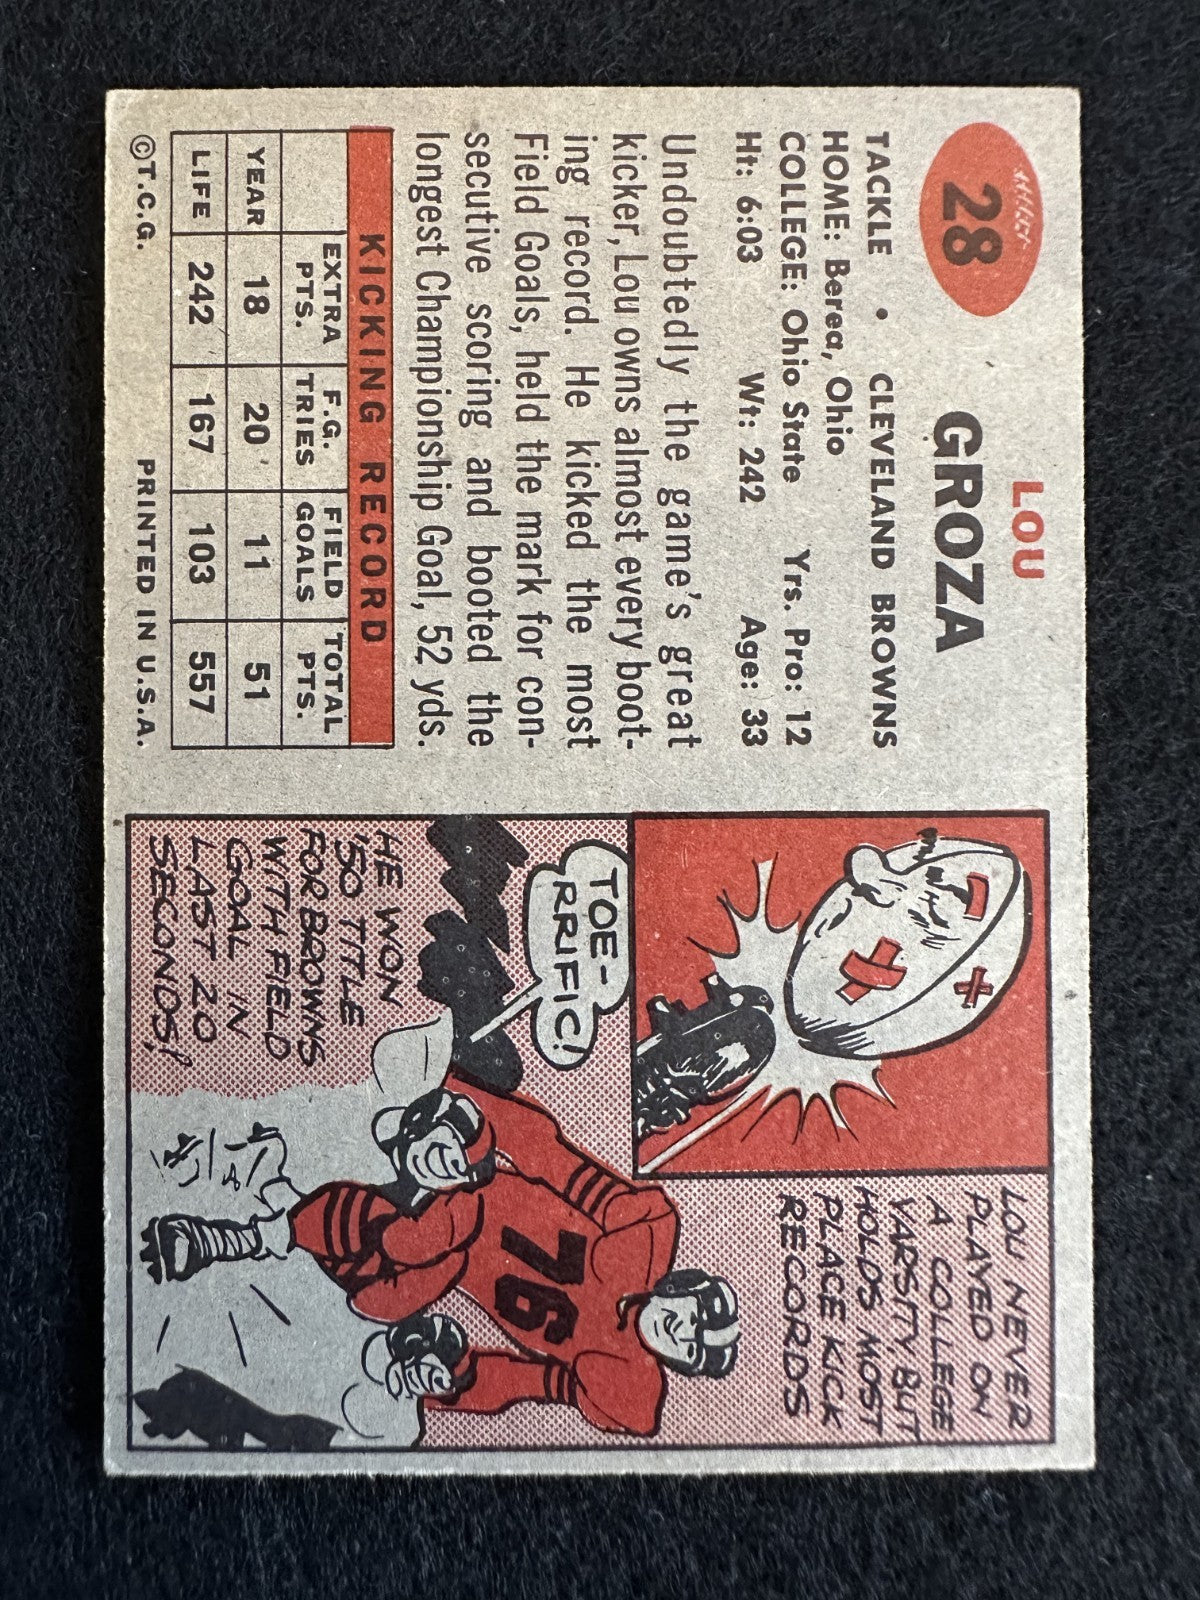 28
LOU
GROZA
TACKLE • CLEVELAND BROWNS
HOME: Berea, Ohio
COLLEGE: Ohio State Yrs. Pro: 12
Ht: 6:03 Wt: 242 Age: 33
Undoubtedly the game's great
kicker, Lou owns almost every boot-
ing record. He kicked the most
Field Goals, held the mark for con-
secutive scoring and booted the
longest Championship Goal, 52 yds.
KICKING RECORD
EXTRA PTS. F.G. TRIES FIELD GOALS TOTAL PTS.
YEAR 18 20 11 51
LIFE 242 167 103 557
©T.C.G. PRINTED IN U.S.A.
LOU NEVER
PLAYED ON
A COLLEGE
VARSITY, BUT
HOLDS MOST
PLACE KICK
RECORDS
TOE-
RRIFIC!
HE WON
'50 TITLE
FOR BROWNS
WITH FIELD
GOAL IN
LAST 20
SECONDS!
76